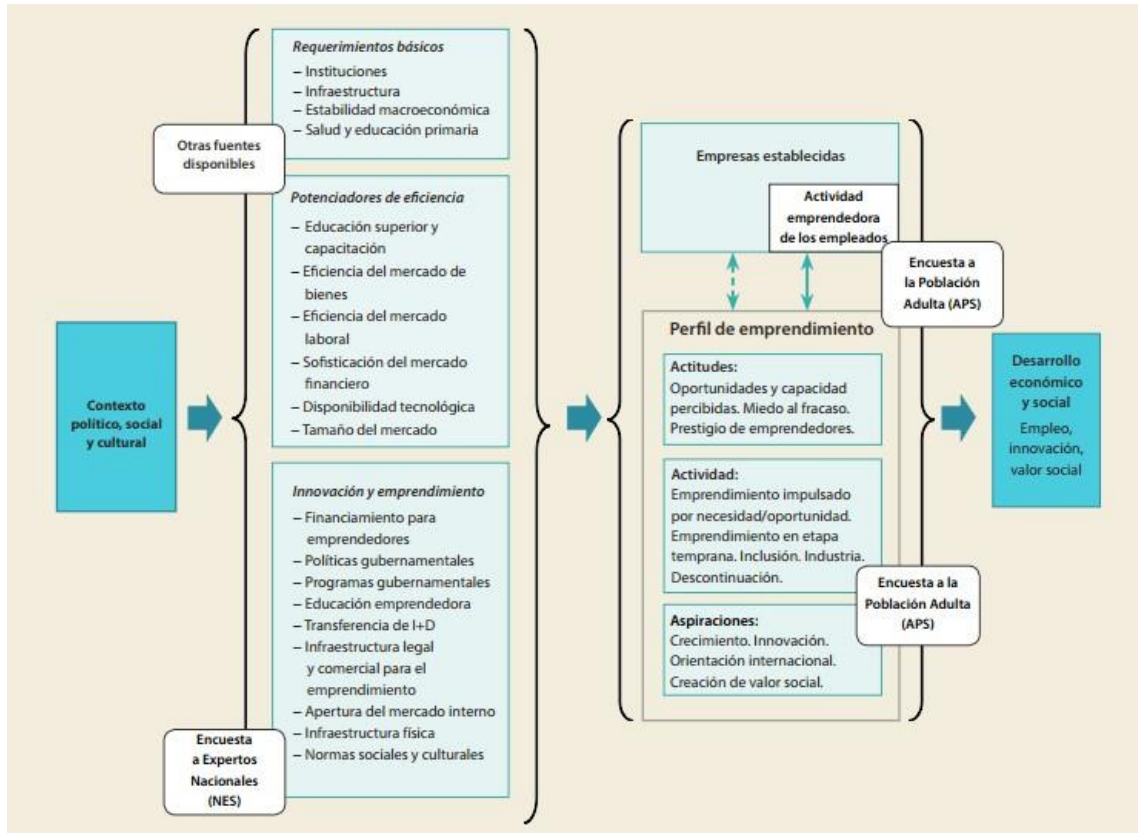 Contexto
político, social
y cultural
Otras fuentes
disponibles
Requerimientos básicos
– Instituciones
– Infraestructura
– Estabilidad macroeconómica
– Salud y educación primaria
Potenciadores de eficiencia
– Educación superior y
capacitación
– Eficiencia del mercado de
bienes
– Eficiencia del mercado
laboral
– Sofisticación del mercado
financiero
– Disponibilidad tecnológica
– Tamaño del mercado
Innovación y emprendimiento
– Financiamiento para
emprendedores
– Políticas gubernamentales
– Programas gubernamentales
– Educación emprendedora
– Transferencia de I+D
– Infraestructura legal
y comercial para el
emprendimiento
– Apertura del mercado interno
– Infraestructura física
– Normas sociales y culturales
Encuesta
a Expertos
Nacionales
(NES)
Empresas establecidas
Actividad
emprendedora
de los empleados
Encuesta a
la Población
Adulta (APS)
Perfil de emprendimiento
Actitudes:
Oportunidades y capacidad
percibidas. Miedo al fracaso.
Prestigio de emprendedores.
Actividad:
Emprendimiento impulsado
por necesidad/oportunidad.
Emprendimiento en etapa
temprana. Inclusión. Industria.
Descontinuación.
Encuesta a la
Población Adulta
(APS)
Aspiraciones:
Crecimiento. Innovación.
Orientación internacional.
Creación de valor social.
Desarrollo
económico
y social
Empleo,
innovación,
valor social